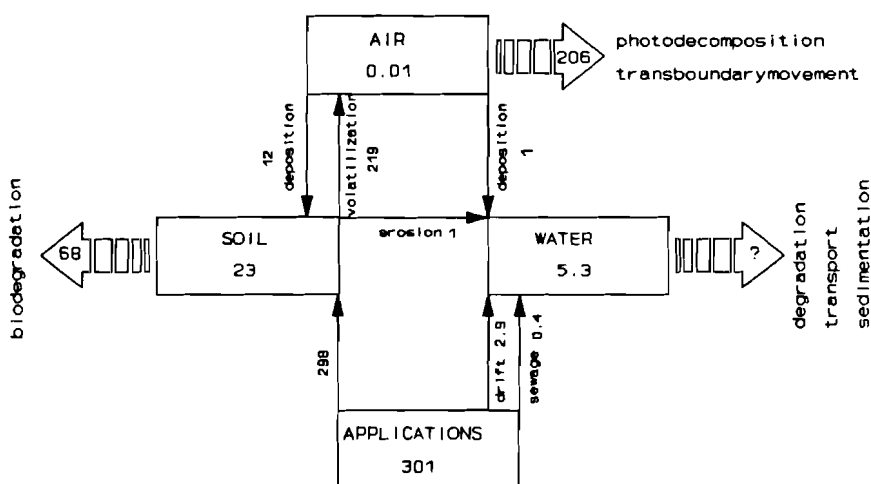 AIR
0.01
206
photodecomposition
transboundarymovement
12
deposition
volatilization
219
deposition
1
biodegradation
68
SOIL
23
erosion 1
WATER
5.3
?
degradation
transport
sedimentation
298
drift 2.9
sewage 0.4
APPLICATIONS
301